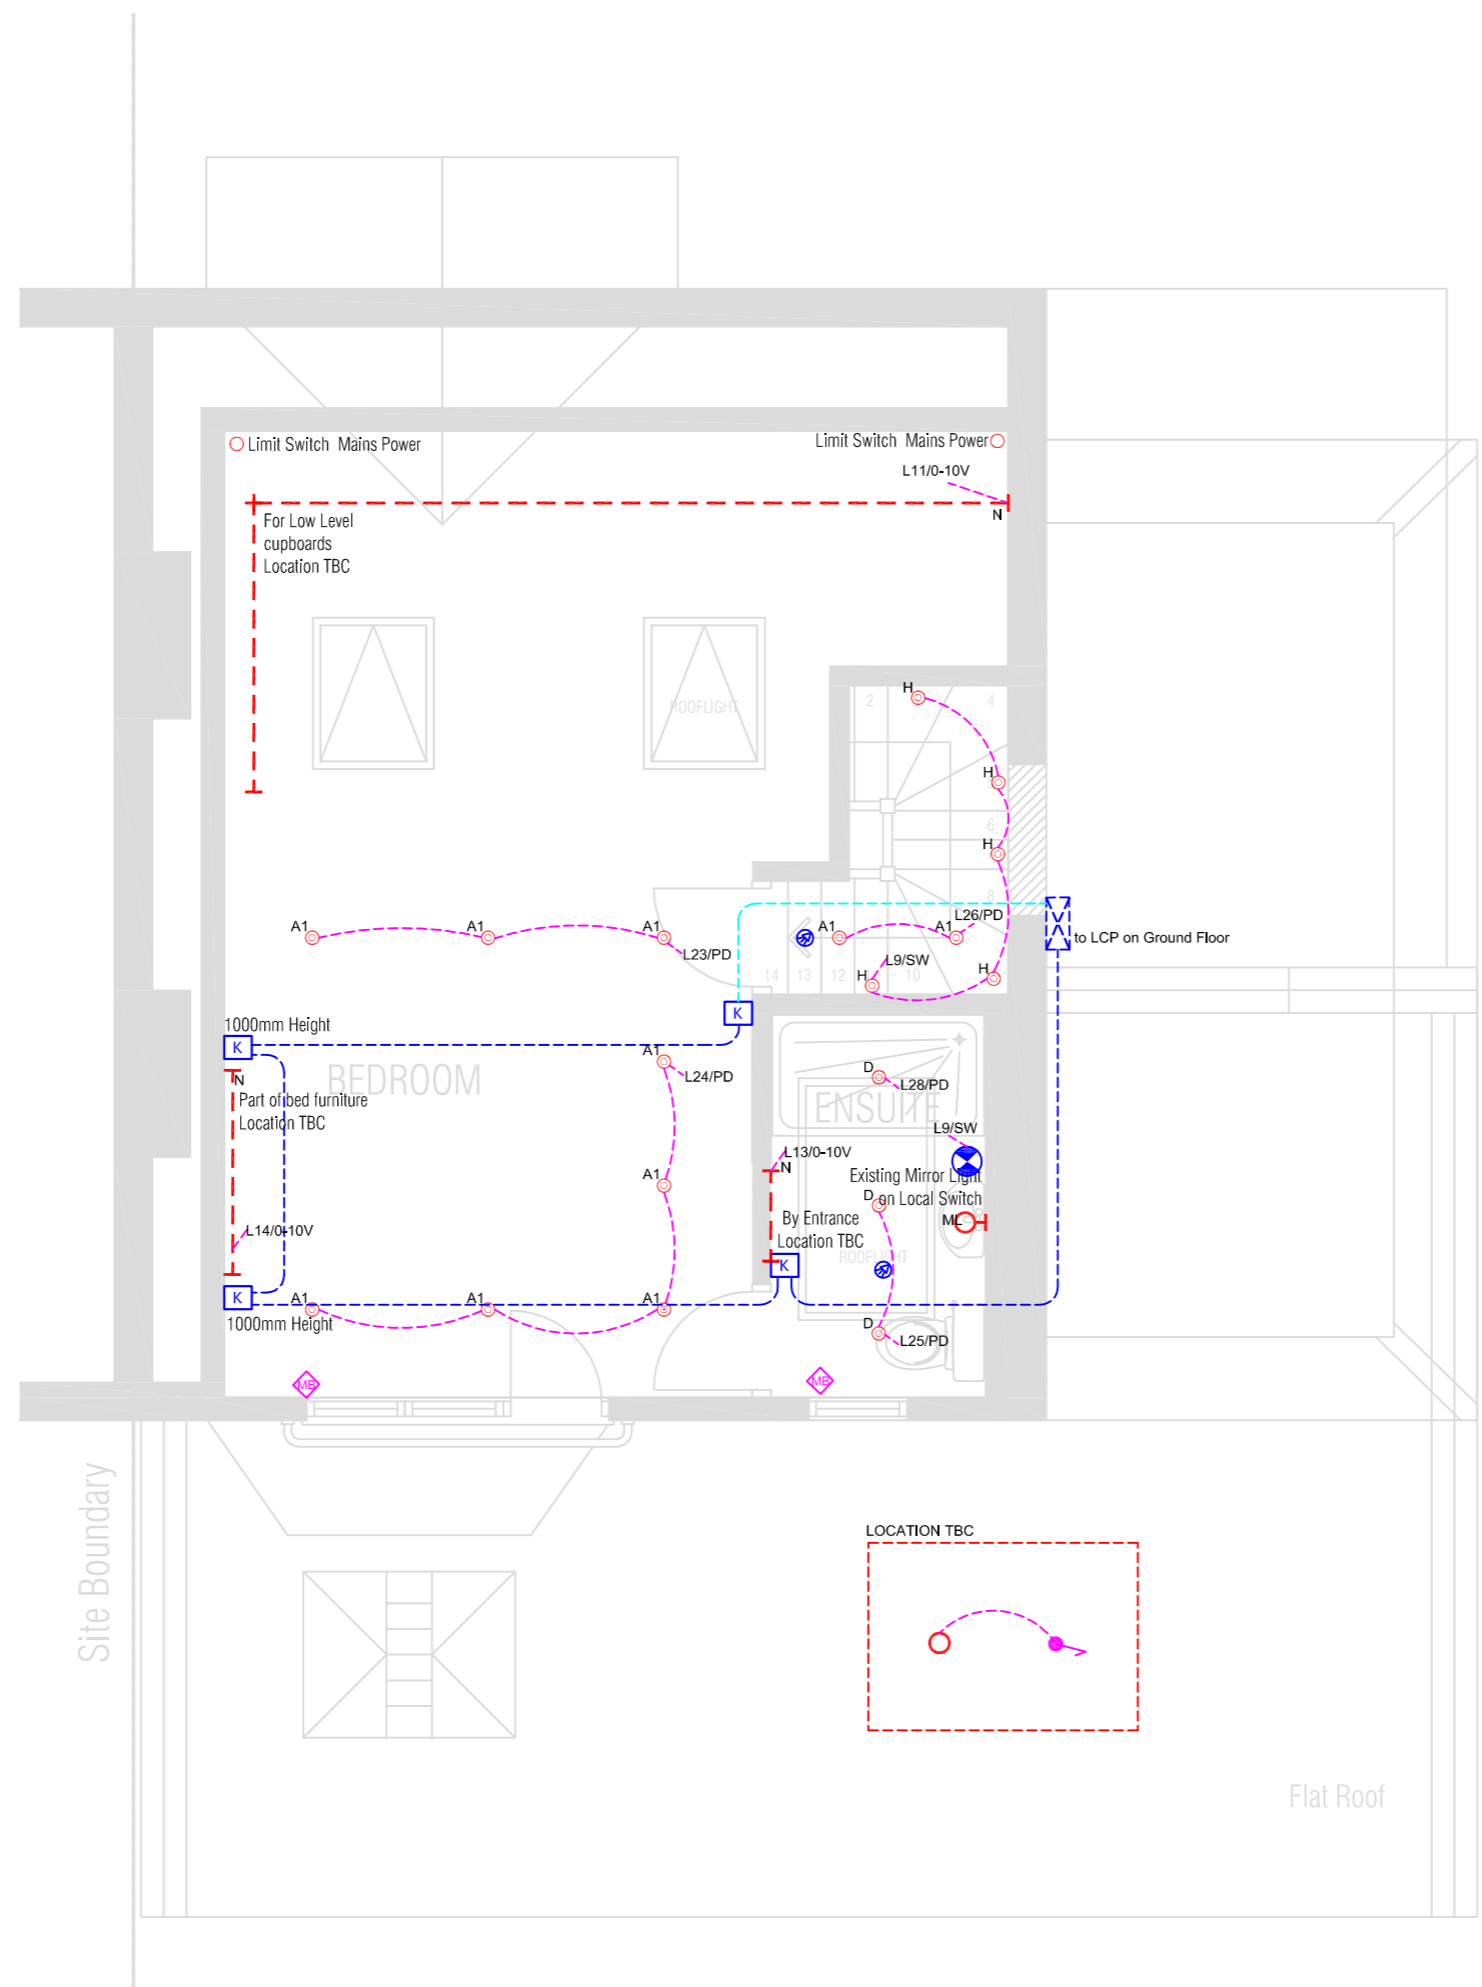 Limit Switch  Mains Power
Limit Switch  Mains Power
L11/0-10V
N
For Low Level
cupboards
Location TBC
ROOFLIGHT
H
2
4
H
6
H
8
A1
A1
A1
L23/PD
A1
A1
L26/PD
to LCP on Ground Floor
L9/SW
H
H
14
13
12
10
K
1000mm Height
K
A1
L24/PD
BEDROOM
N
Part of bed furniture
Location TBC
D
L28/PD
ENSUITE
L9/SW
L13/0-10V
N
Existing Mirror Light
on Local Switch
A1
D
ML
By Entrance
Location TBC
L14/0-10V
ROOFLIGHT
K
K
A1
A1
A1
1000mm Height
D
L25/PD
MB
MB
Site Boundary
LOCATION TBC
Flat Roof